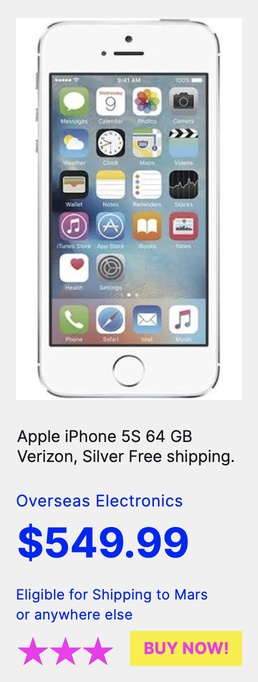 9:41 AM
100%
Wednesday
9
Messages
Calendar
Photos
Camera
Weather
Clock
Maps
Videos
Wallet
Notes
Reminders
Stocks
iTunes Store
App Store
iBooks
News
Health
Settings
Phone
Safari
Mail
Music
Apple iPhone 5S 64 GB
Verizon, Silver Free shipping.
Overseas Electronics
$549.99
Eligible for Shipping to Mars
or anywhere else
BUY NOW!